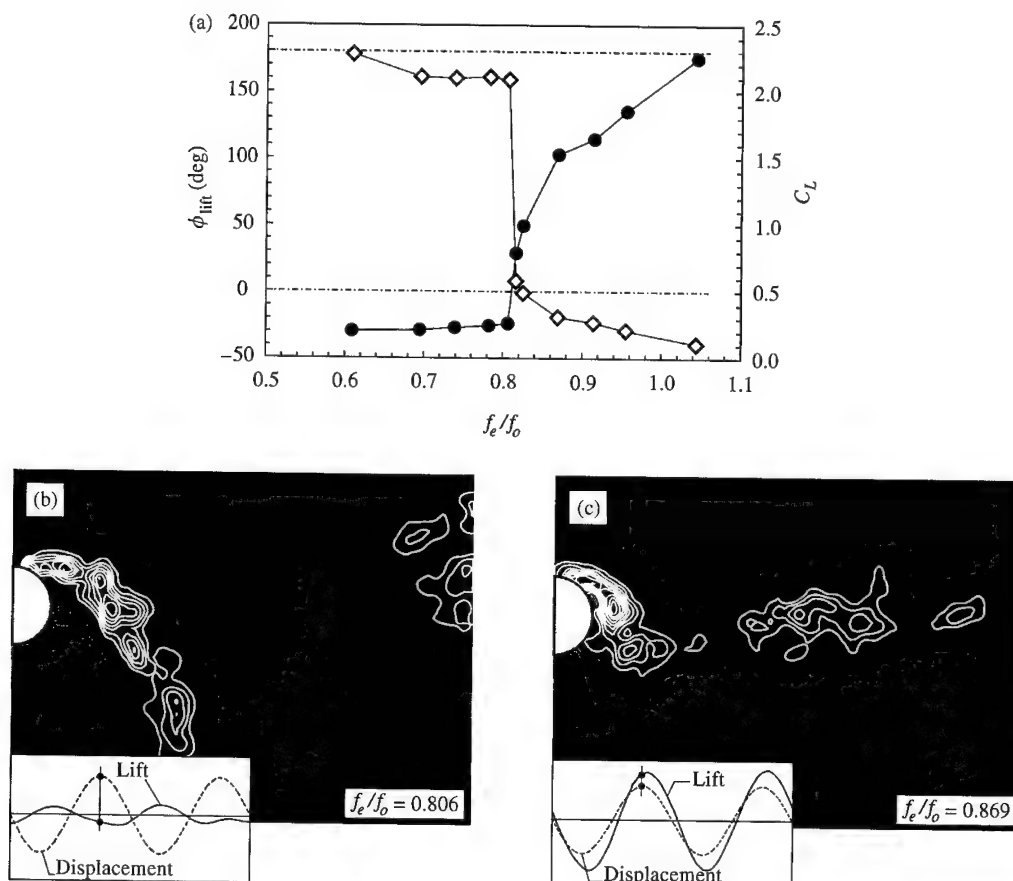 (a)
200
150
100
50
0
−50
ϕlift (deg)
2.5
2.0
1.5
1.0
0.5
0.0
CL
0.5 0.6 0.7 0.8 0.9 1.0 1.1
fe/fo
(b)
Lift
Displacement
fe/fo = 0.806
(c)
Lift
Displacement
fe/fo = 0.869